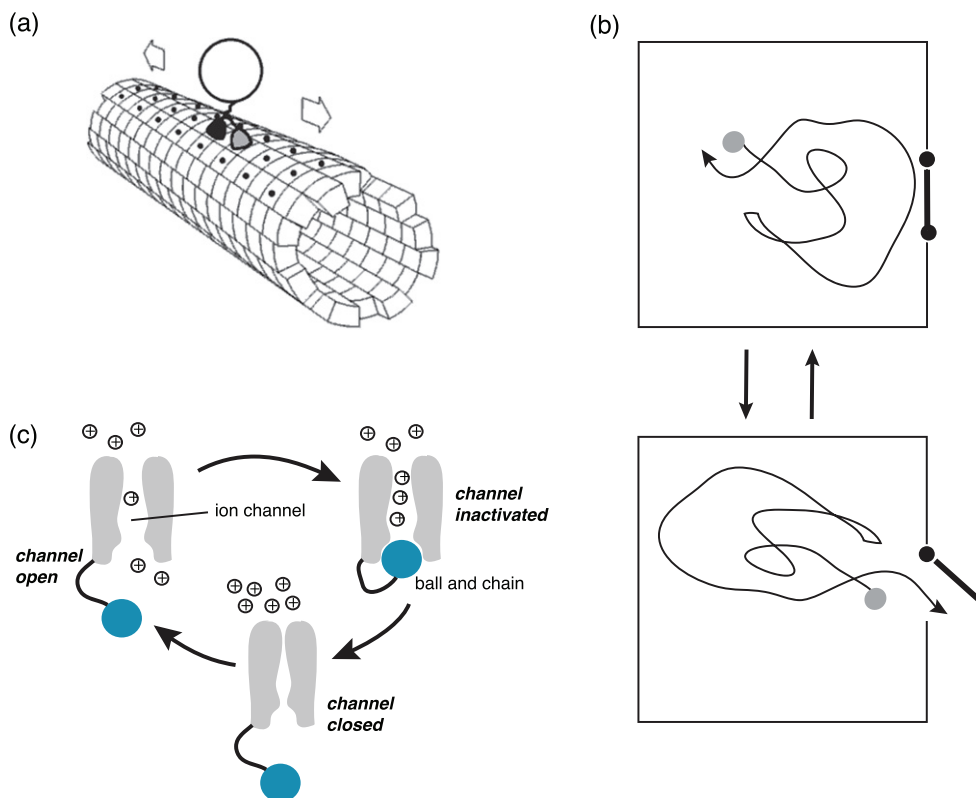 (a)
(b)
(c)
ion channel
channel
open
channel
inactivated
ball and chain
channel
closed